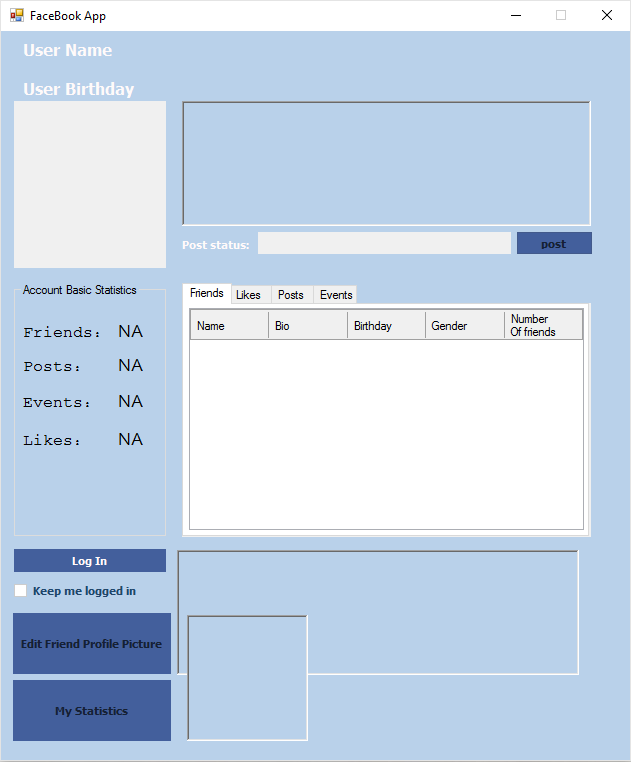 FaceBook App
User Name
User Birthday
Post status:
post
Account Basic Statistics
Friends: NA
Posts: NA
Events: NA
Likes: NA
Friends Likes Posts Events
Name Bio Birthday Gender Number
Of friends
Log In
Keep me logged in
Edit Friend Profile Picture
My Statistics